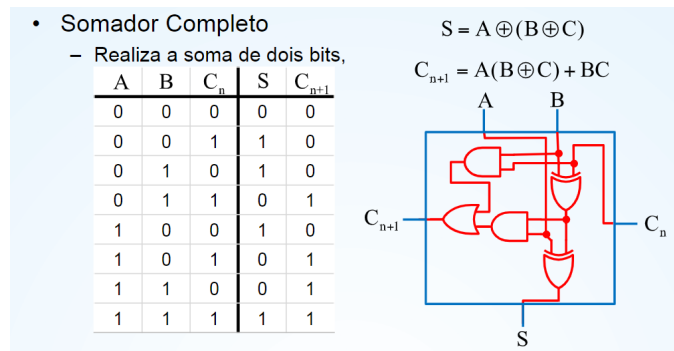 • Somador Completo
– Realiza a soma de dois bits,
A B Cₙ S Cₙ₊₁
0 0 0 0 0
0 0 1 1 0
0 1 0 1 0
0 1 1 0 1
1 0 0 1 0
1 0 1 0 1
1 1 0 0 1
1 1 1 1 1
S = A⊕(B⊕C)
Cₙ₊₁ = A(B⊕C) + BC
A B
Cₙ₊₁ Cₙ
S